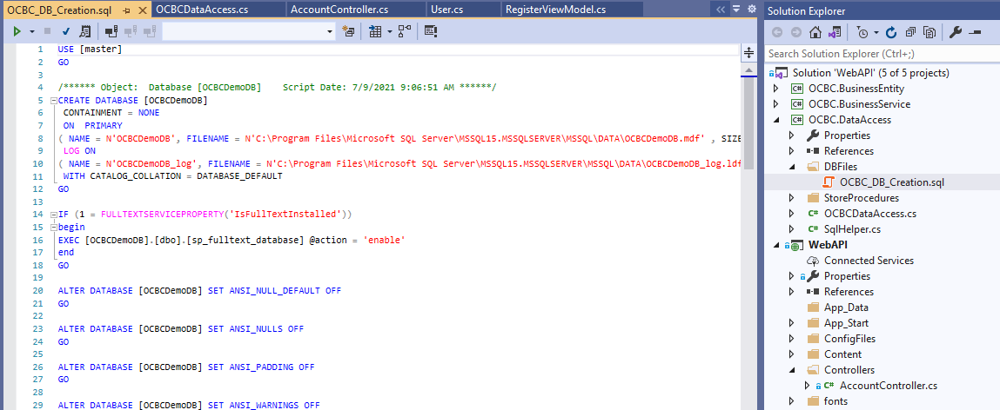 OCBC_DB_Creation.sql OCBCDataAccess.cs AccountController.cs User.cs RegisterViewModel.cs
1 USE [master]
2 GO
3
4 /****** Object:  Database [OCBCDemoDB]    Script Date: 7/9/2021 9:06:51 AM ******/
5 CREATE DATABASE [OCBCDemoDB]
6 CONTAINMENT = NONE
7 ON  PRIMARY
8 ( NAME = N'OCBCDemoDB', FILENAME = N'C:\Program Files\Microsoft SQL Server\MSSQL15.MSSQLSERVER\MSSQL\DATA\OCBCDemoDB.mdf' , SIZE
9 LOG ON
10 ( NAME = N'OCBCDemoDB_log', FILENAME = N'C:\Program Files\Microsoft SQL Server\MSSQL15.MSSQLSERVER\MSSQL\DATA\OCBCDemoDB_log.ldf
11 WITH CATALOG_COLLATION = DATABASE_DEFAULT
12 GO
13
14 IF (1 = FULLTEXTSERVICEPROPERTY('IsFullTextInstalled'))
15 begin
16 EXEC [OCBCDemoDB].[dbo].[sp_fulltext_database] @action = 'enable'
17 end
18 GO
19
20 ALTER DATABASE [OCBCDemoDB] SET ANSI_NULL_DEFAULT OFF
21 GO
22
23 ALTER DATABASE [OCBCDemoDB] SET ANSI_NULLS OFF
24 GO
25
26 ALTER DATABASE [OCBCDemoDB] SET ANSI_PADDING OFF
27 GO
28
29 ALTER DATABASE [OCBCDemoDB] SET ANSI_WARNINGS OFF
Solution Explorer
Search Solution Explorer (Ctrl+;)
Solution 'WebAPI' (5 of 5 projects)
C# OCBC.BusinessEntity
C# OCBC.BusinessService
C# OCBC.DataAccess
Properties
References
DBFiles
OCBC_DB_Creation.sql
StoreProcedures
C# OCBCDataAccess.cs
C# SqlHelper.cs
WebAPI
Connected Services
Properties
References
App_Data
App_Start
ConfigFiles
Content
Controllers
C# AccountController.cs
fonts